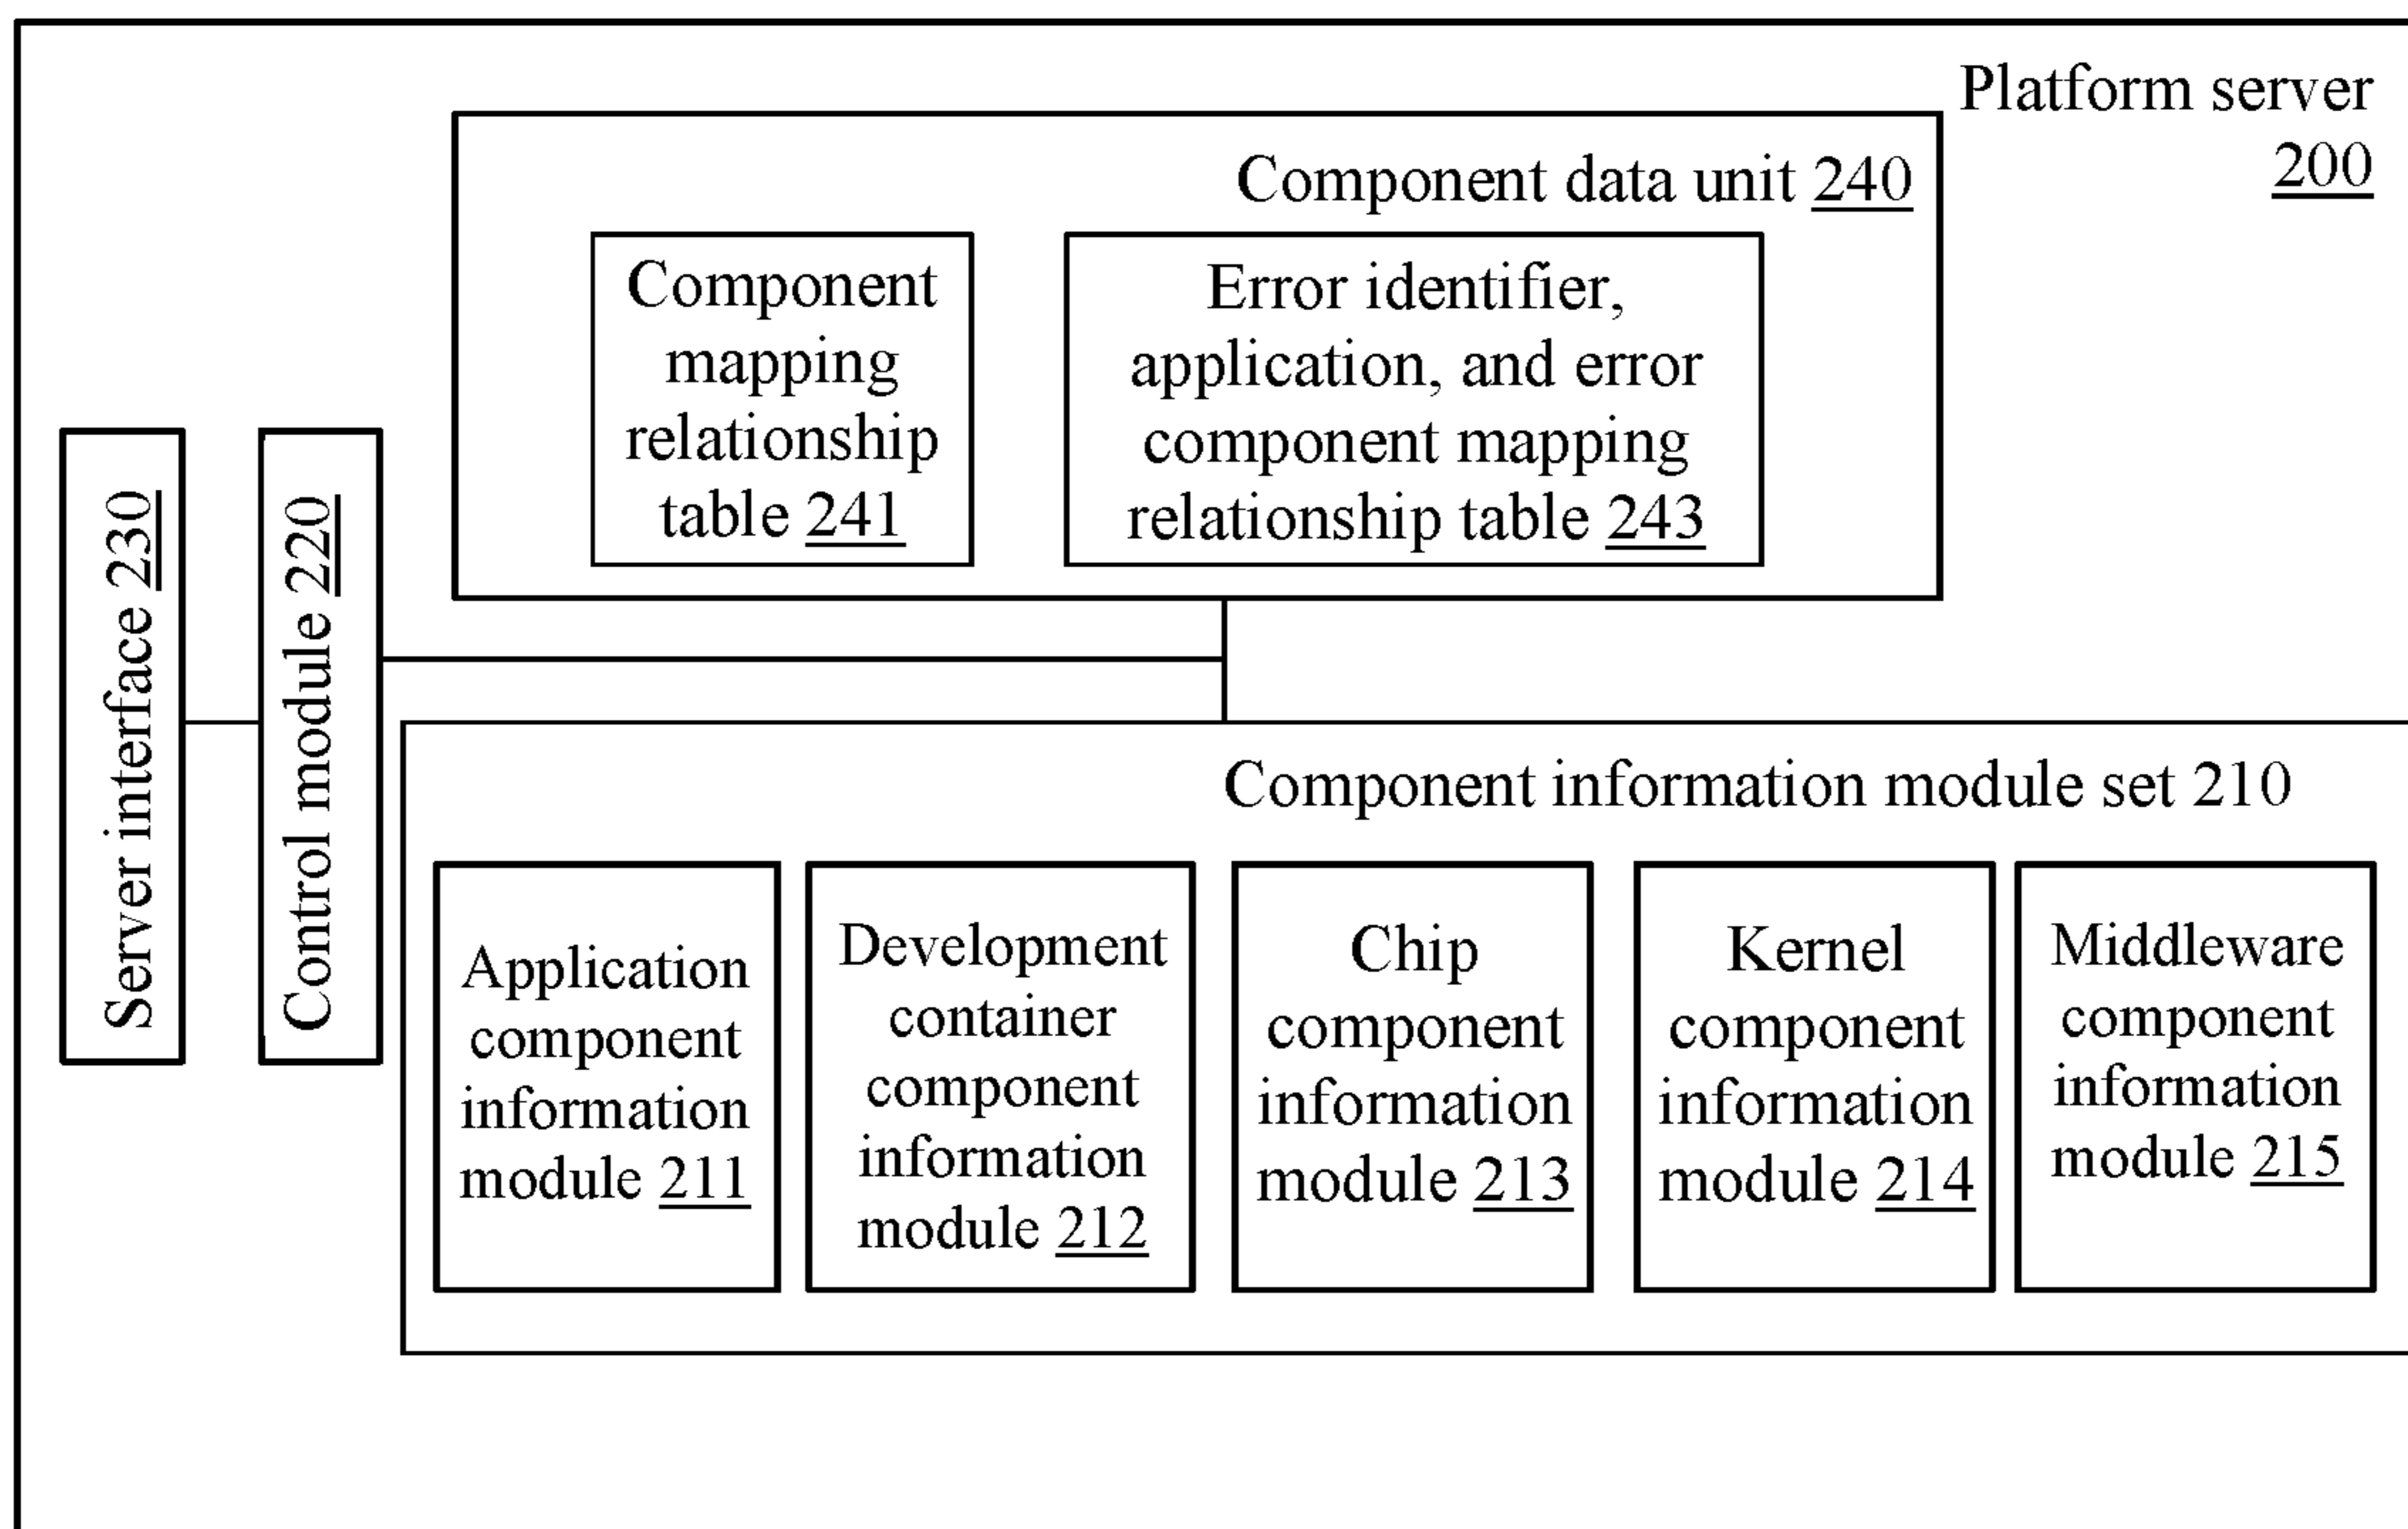 Platform server
200
Component data unit 240
Component
mapping
relationship
table 241
Error identifier,
application, and error
component mapping
relationship table 243
Server interface 230
Control module 220
Component information module set 210
Application
component
information
module 211
Development
container
component
information
module 212
Chip
component
information
module 213
Kernel
component
information
module 214
Middleware
component
information
module 215